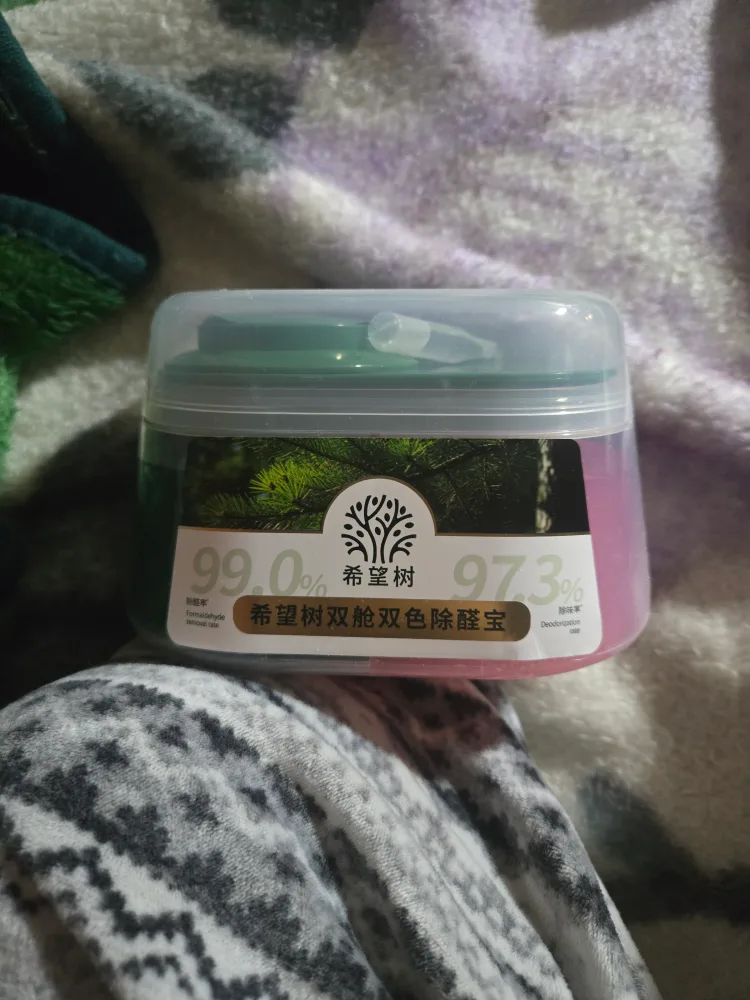 希望树
99.0%
除醛率*
Formaldehyde
removal rate
97.3%
除味率*
Deodorization
rate
希望树双舱双色除醛宝